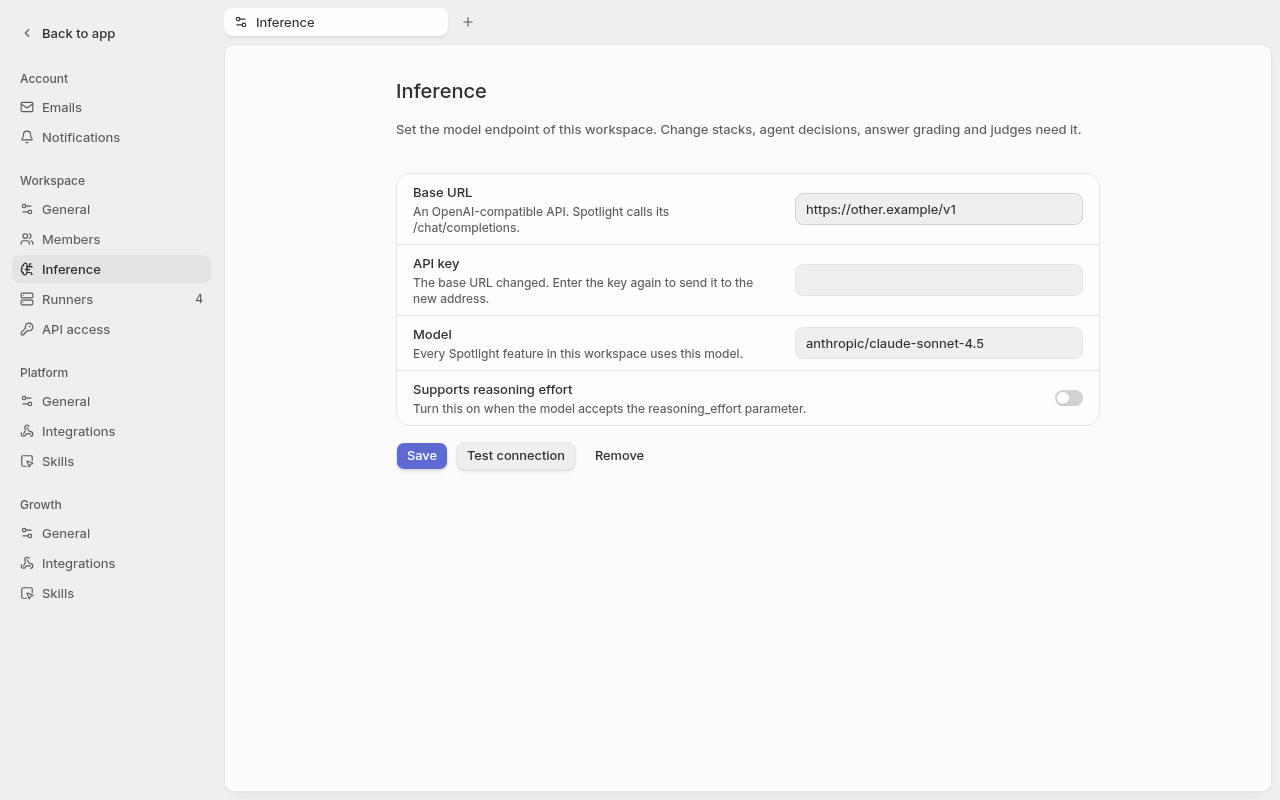 Back to app
Account
Emails
Notifications
Workspace
General
Members
Inference
Runners 4
API access
Platform
General
Integrations
Skills
Growth
General
Integrations
Skills
Inference
Inference
Set the model endpoint of this workspace. Change stacks, agent decisions, answer grading and judges need it.
Base URL
An OpenAI-compatible API. Spotlight calls its
/chat/completions.
https://other.example/v1
API key
The base URL changed. Enter the key again to send it to the
new address.
Model
Every Spotlight feature in this workspace uses this model.
anthropic/claude-sonnet-4.5
Supports reasoning effort
Turn this on when the model accepts the reasoning_effort parameter.
Save Test connection Remove